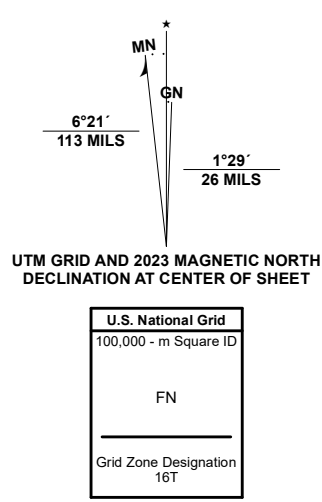 ★
MN
GN
6°21´
113 MILS
1°29´
26 MILS
UTM GRID AND 2023 MAGNETIC NORTH
DECLINATION AT CENTER OF SHEET
U.S. National Grid
100,000 - m Square ID
FN
Grid Zone Designation
16T